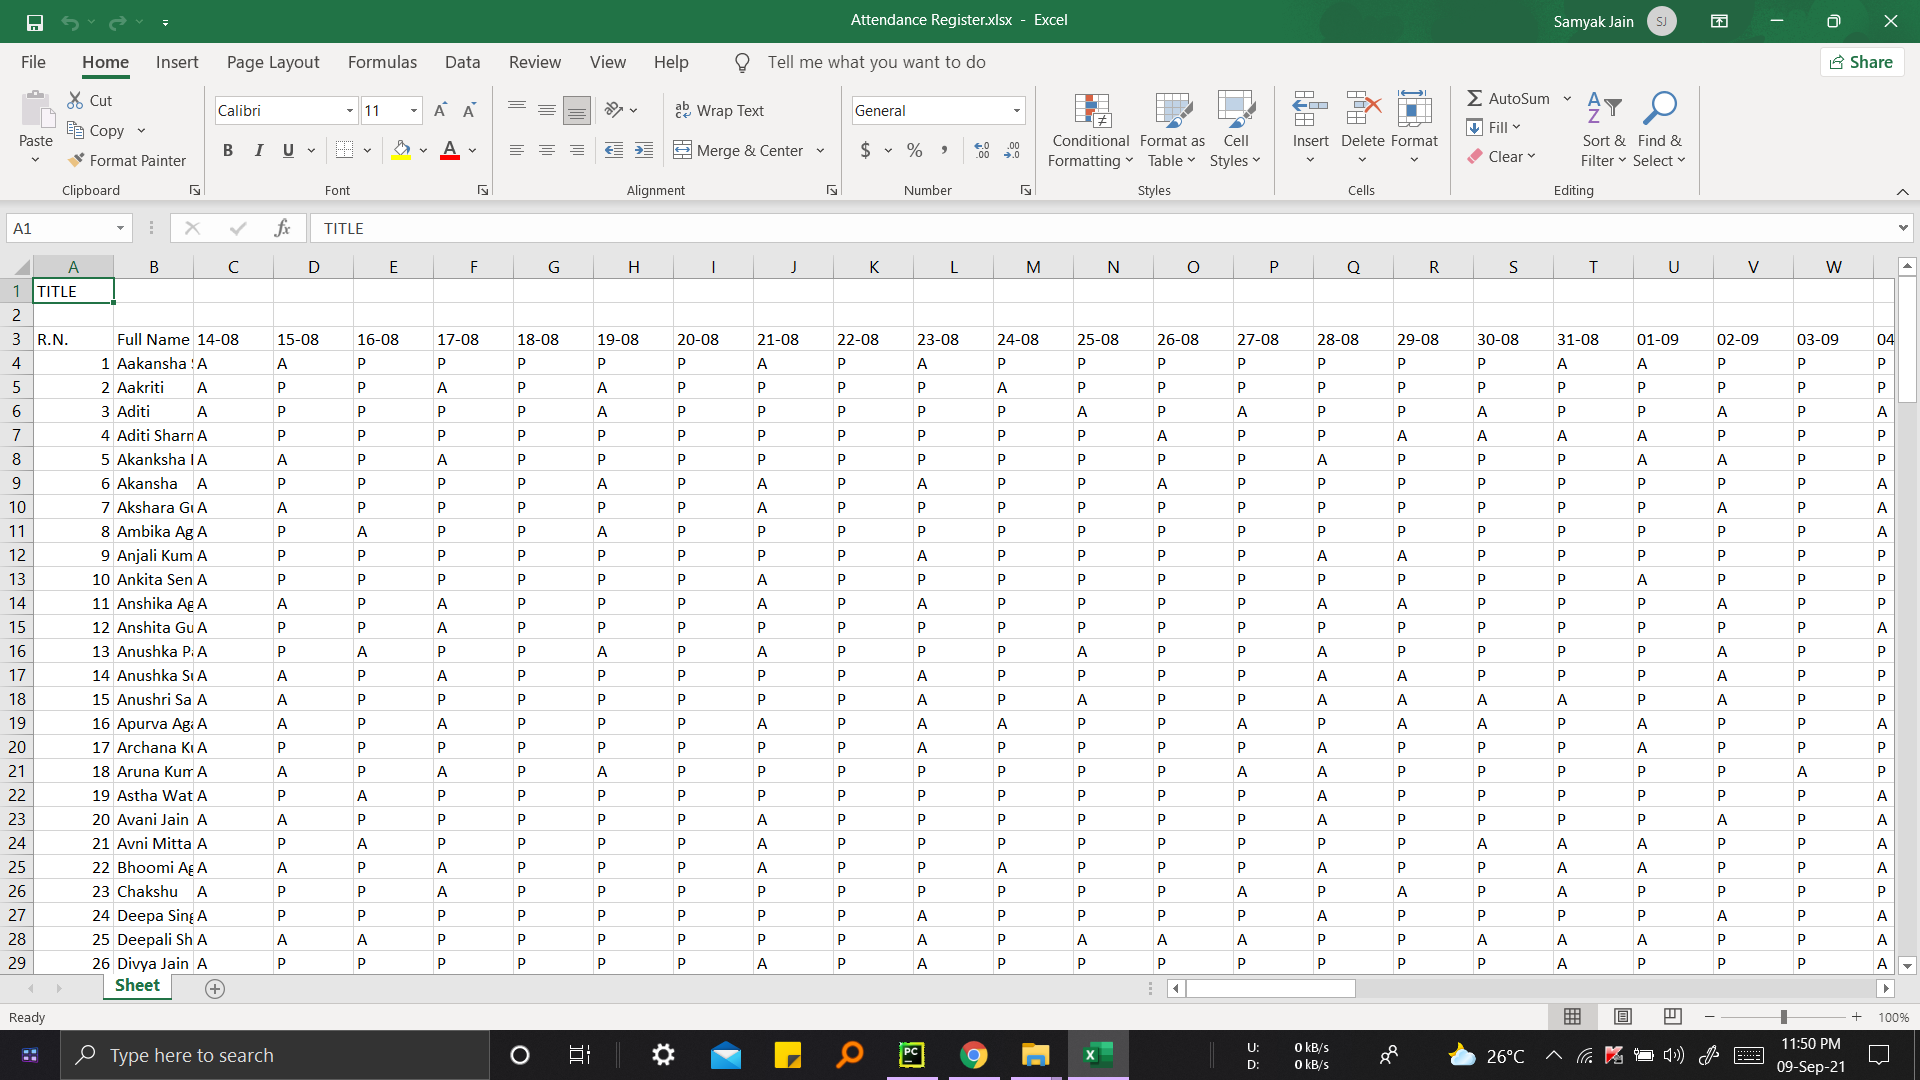 Attendance Register.xlsx - Excel
Samyak Jain SJ
File Home Insert Page Layout Formulas Data Review View Help Tell me what you want to do Share
Paste Cut Copy Format Painter Clipboard
Calibri 11 B I U A Font
ab Wrap Text Merge & Center Alignment
General $ % , Number
Conditional Formatting Format as Table Cell Styles Styles
Insert Delete Format Cells
AutoSum Fill Clear Sort & Filter Find & Select Editing
A1 fx TITLE
A B C D E F G H I J K L M N O P Q R S T U V W
1 TITLE
2
3 R.N. Full Name 14-08 15-08 16-08 17-08 18-08 19-08 20-08 21-08 22-08 23-08 24-08 25-08 26-08 27-08 28-08 29-08 30-08 31-08 01-09 02-09 03-09 04
4 1 Aakansha A A P P P P P A P A P P P P P P P A A P P P
5 2 Aakriti A P P A P A P P P P A P P P P P P P P P P P
6 3 Aditi A P P P P A P P P P P A P A P P A P P A P A
7 4 Aditi Sharm A P P P P P P P P P P P A P P A A A A P P P
8 5 Akanksha A A P A P P P P P P P P P P A P P P A A P P
9 6 Akansha A P P P P A P A P A P P A P P P P P P P P A
10 7 Akshara Gu A A P P P P P A P P P P P P P P P P P A P A
11 8 Ambika Ag A P A P P A P P P P P P P P P P P P P P P A
12 9 Anjali Kum A P P P P P P P P A P P P P A A P P P P P P
13 10 Ankita Sen A P P P P P P A P P P P P P P P P P A P P P
14 11 Anshika Ag A A P A P P P A P A P P P P A A P P P A P P
15 12 Anshita Gu A P P A P P P P P P P P P P P P P P P A P A
16 13 Anushka P A P A P P A P A P P P A P P A P P P P A P P
17 14 Anushka Su A A P A P P P P P A P P P P A A P P P A P P
18 15 Anushri Sa A A P P P P P P P A P A P P A A A A P A P P
19 16 Apurva Aga A A P A P P P A P A A P P A P A A P A P P A
20 17 Archana Ku A P P P P P P P P A P P P P A P P P A P P P
21 18 Aruna Kum A A P A P A P P P P P P P A A P P P P P A P
22 19 Astha Wat A P A P P P P P P P P P P P A P P P P P P A
23 20 Avani Jain A A P P P P P A P P P P P P A P P P P A P A
24 21 Avni Mitta A P A P P P P A P P P P P P P P A A A P P A
25 22 Bhoomi Ag A A P A P P P A P P A P P P A P P A A P P A
26 23 Chakshu A P P A P P P P P P P P P A P A P A P P P P
27 24 Deepa Sing A P P P P P P P P A P P P P A P P P P A P A
28 25 Deepali Sh A A A P P P P P P A P A A A P P A A A P P A
29 26 Divya Jain A P P P P P P A P A P P P P P P P A P P P A
Sheet
Ready 100%
Type here to search PC X U: 0 kB/s 26°C 11:50 PM
D: 0 kB/s 09-Sep-21